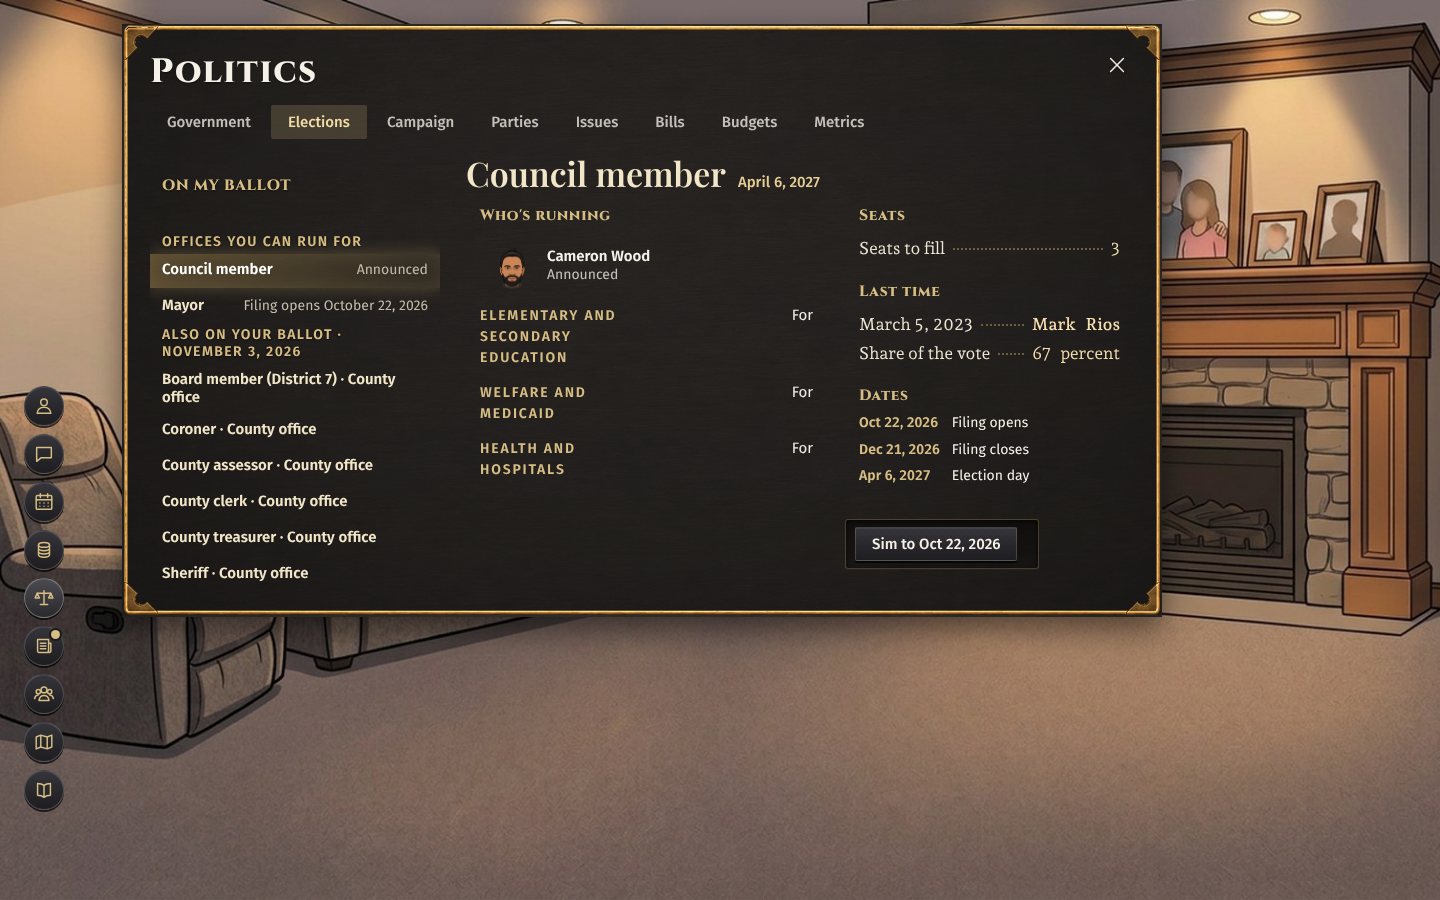 Politics
Government
Elections
Campaign
Parties
Issues
Bills
Budgets
Metrics
ON MY BALLOT
OFFICES YOU CAN RUN FOR
Council member Announced
Mayor Filing opens October 22, 2026
ALSO ON YOUR BALLOT ·
NOVEMBER 3, 2026
Board member (District 7) · County
office
Coroner · County office
County assessor · County office
County clerk · County office
County treasurer · County office
Sheriff · County office
Council member April 6, 2027
Who's running
Cameron Wood
Announced
ELEMENTARY AND For
SECONDARY
EDUCATION
WELFARE AND For
MEDICAID
HEALTH AND For
HOSPITALS
Seats
Seats to fill 3
Last time
March 5, 2023 Mark Rios
Share of the vote 67 percent
Dates
Oct 22, 2026 Filing opens
Dec 21, 2026 Filing closes
Apr 6, 2027 Election day
Sim to Oct 22, 2026